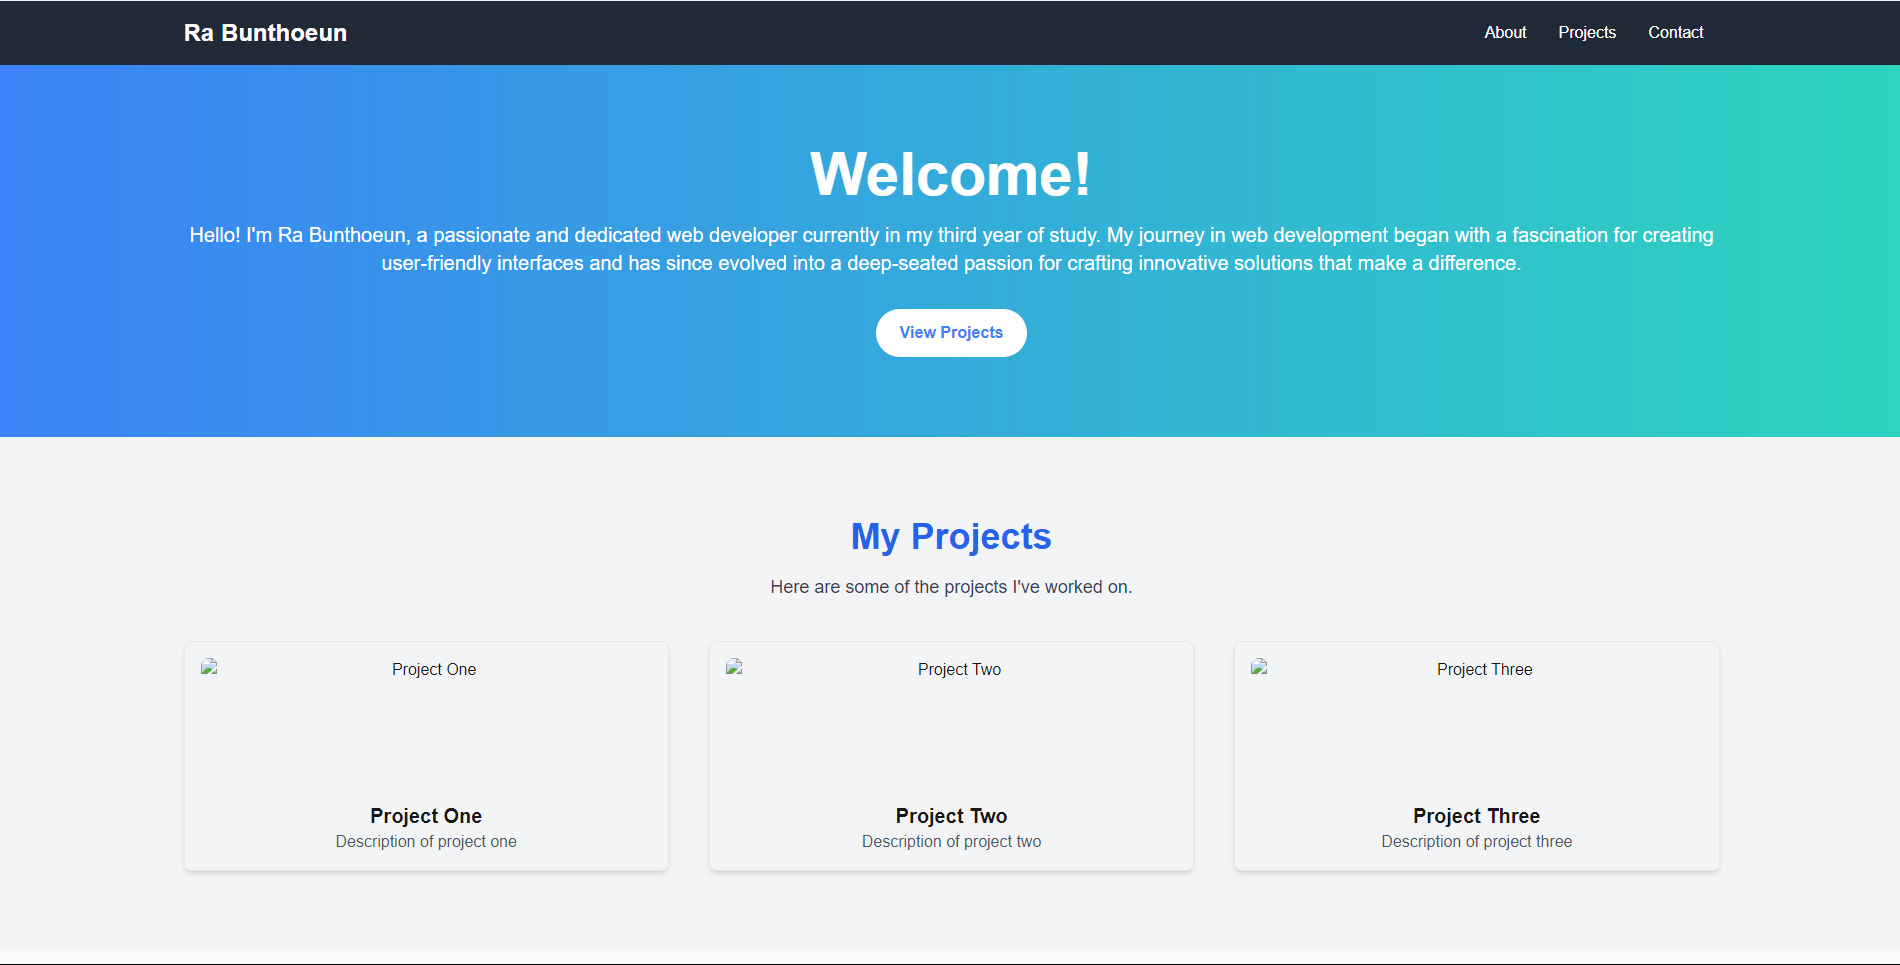 Ra Bunthoeun
About Projects Contact
Welcome!
Hello! I'm Ra Bunthoeun, a passionate and dedicated web developer currently in my third year of study. My journey in web development began with a fascination for creating
user-friendly interfaces and has since evolved into a deep-seated passion for crafting innovative solutions that make a difference.
View Projects
My Projects
Here are some of the projects I've worked on.
Project One
Project One
Description of project one
Project Two
Project Two
Description of project two
Project Three
Project Three
Description of project three